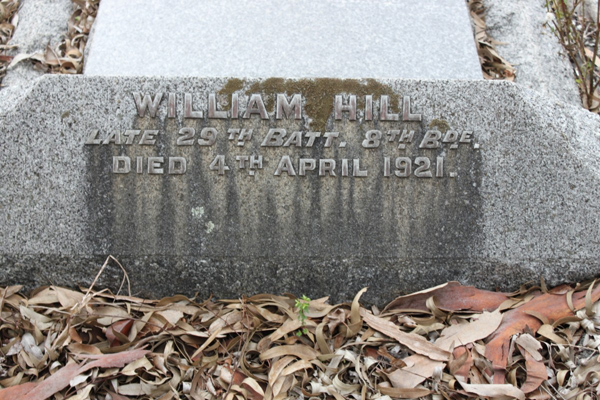 WILLIAM HILL
LATE 29TH BATT. 8TH BDE.
DIED 4TH APRIL 1921.